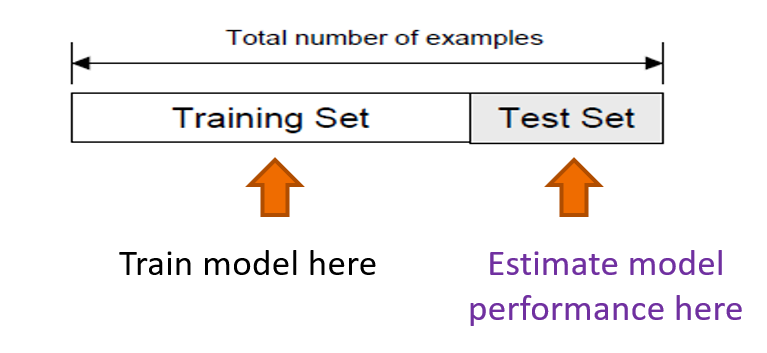 Total number of examples
Training Set
Test Set
Train model here
Estimate model
performance here